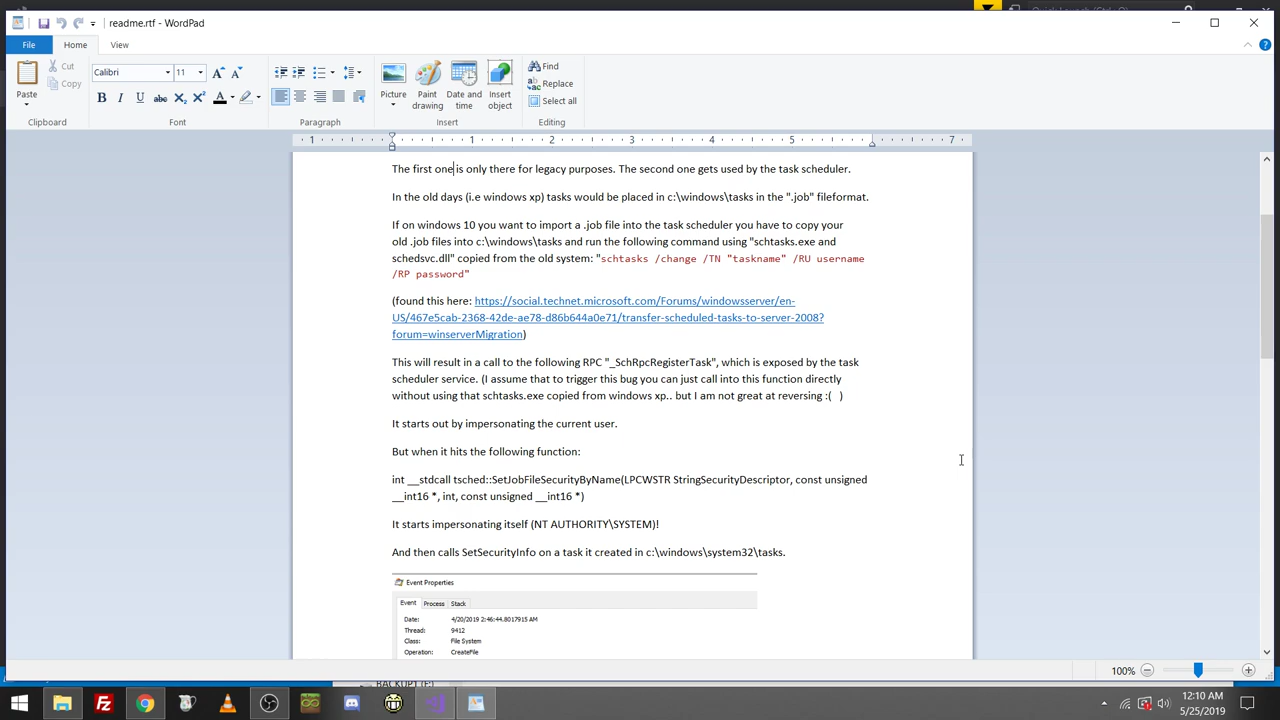 readme.rtf - WordPad
File
Home
View
Paste
Cut
Copy
Clipboard
Calibri
11
B I U abc X2 X2 A
Font
Paragraph
Picture
Paint drawing
Date and time
Insert object
Insert
Find
Replace
Select all
Editing
1 1 2 3 4 5 7
The first one is only there for legacy purposes. The second one gets used by the task scheduler.
In the old days (i.e windows xp) tasks would be placed in c:\windows\tasks in the ".job" fileformat.
If on windows 10 you want to import a .job file into the task scheduler you have to copy your
old .job files into c:\windows\tasks and run the following command using "schtasks.exe and
schedsvc.dll" copied from the old system: "schtasks /change /TN "taskname" /RU username
/RP password"
(found this here: https://social.technet.microsoft.com/Forums/windowsserver/en-
US/467e5cab-2368-42de-ae78-d86b644a0e71/transfer-scheduled-tasks-to-server-2008?
forum=winserverMigration)
This will result in a call to the following RPC "_SchRpcRegisterTask", which is exposed by the task
scheduler service. (I assume that to trigger this bug you can just call into this function directly
without using that schtasks.exe copied from windows xp.. but I am not great at reversing :( )
It starts out by impersonating the current user.
But when it hits the following function:
int __stdcall tsched::SetJobFileSecurityByName(LPCWSTR StringSecurityDescriptor, const unsigned
__int16 *, int, const unsigned __int16 *)
It starts impersonating itself (NT AUTHORITY\SYSTEM)!
And then calls SetSecurityInfo on a task it created in c:\windows\system32\tasks.
Event Properties
Event Process Stack
Date: 4/20/2019 2:46:44.8017915 AM
Thread: 9412
Class: File System
Operation: CreateFile
100%
12:10 AM
5/25/2019